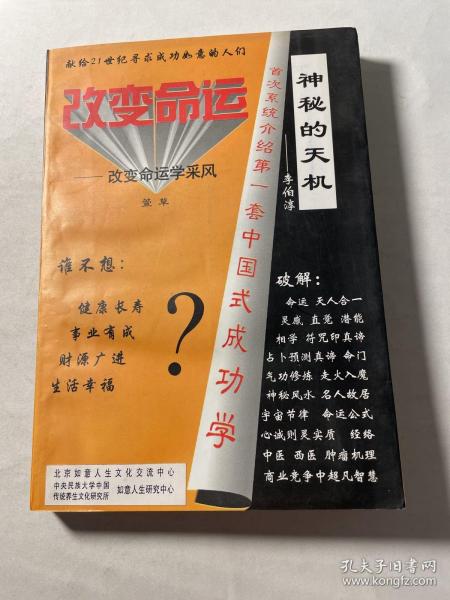 献给21世纪寻求成功如意的人们
改变命运
——改变命运学采风
萱草
谁不想：
健康长寿
事业有成
财源广进
生活幸福
？
北京如意人生文化交流中心
中央民族大学中国
传统养生文化研究所
如意人生研究中心
首次系统介绍第一套中国式成功学
神秘的天机
——李伯淳
破解：
命运 天人合一
灵感 直觉 潜能
相学 符咒印真谛
占卜预测真谛 命门
气功修炼 走火入魔
神秘风水 名人故居
宇宙节律 命运公式
心诚则灵实质 经络
中医 西医 肿瘤机理
商业竞争中超凡智慧
孔夫子旧书网
www.kongfz.com